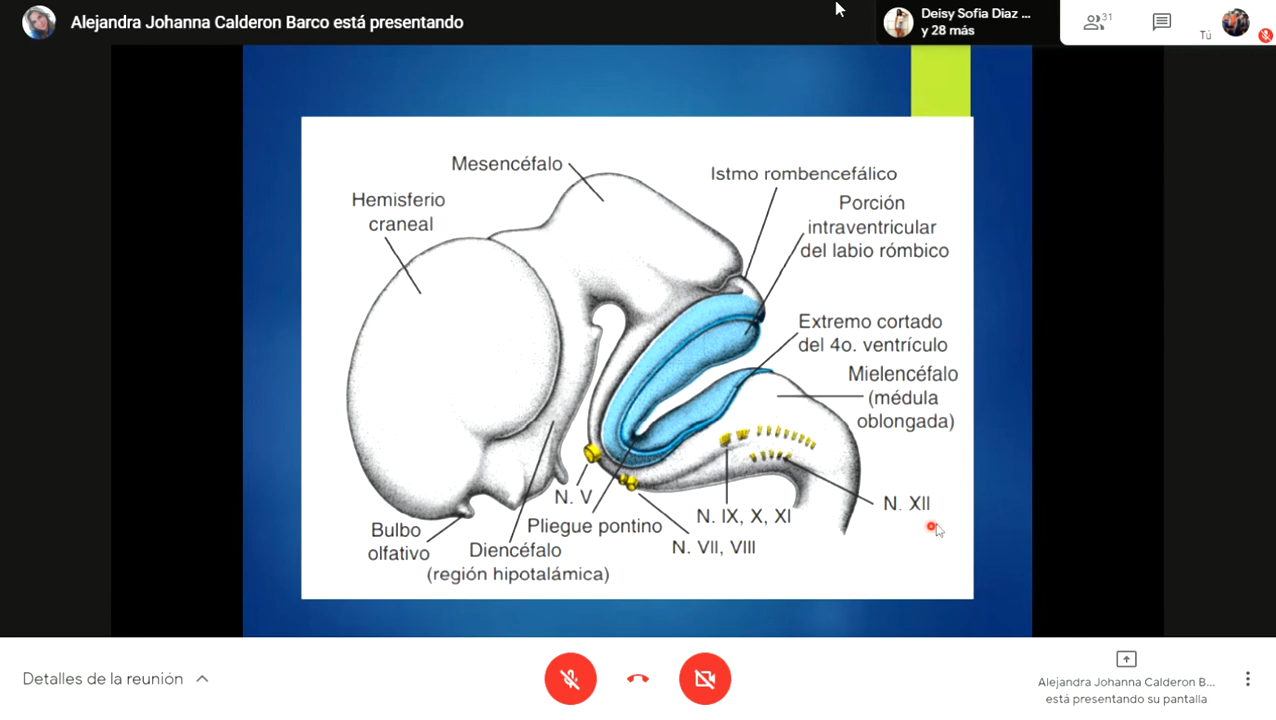 Alejandra Johanna Calderon Barco está presentando
Deisy Sofia Diaz ...
y 28 más
31
Tú
Mesencéfalo
Istmo rombencefálico
Hemisferio
craneal
Porción
intraventricular
del labio rómbico
Extremo cortado
del 4o. ventrículo
Mielencéfalo
(médula
oblongada)
N. XII
N. V
N. IX, X, XI
Pliegue pontino
N. VII, VIII
Bulbo
olfativo
Diencéfalo
(región hipotalámica)
Detalles de la reunión
Alejandra Johanna Calderon B...
está presentando su pantalla